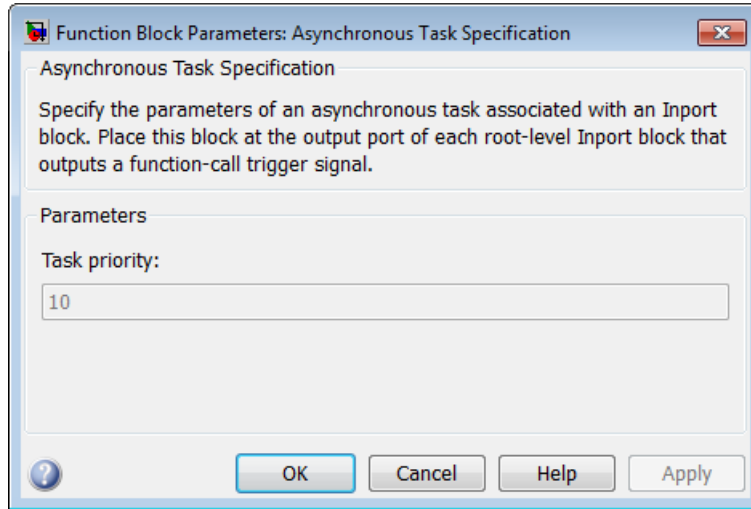 Function Block Parameters: Asynchronous Task Specification
Asynchronous Task Specification
Specify the parameters of an asynchronous task associated with an Inport
block. Place this block at the output port of each root-level Inport block that
outputs a function-call trigger signal.
Parameters
Task priority:
10
OK Cancel Help Apply